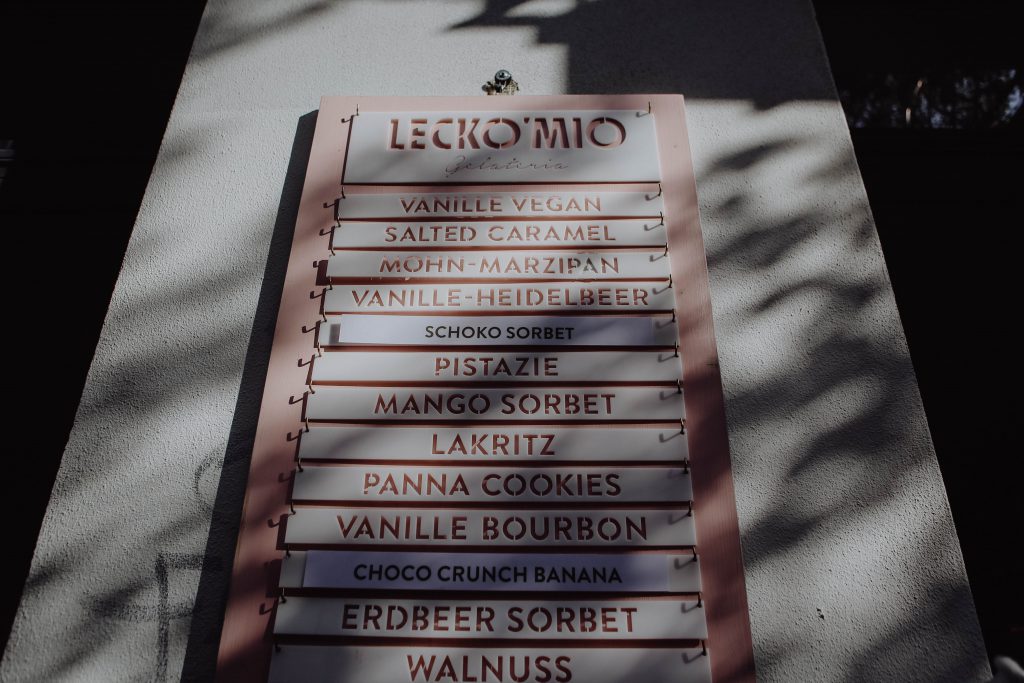 LECKO'MIO
Gelateria
VANILLE VEGAN
SALTED CARAMEL
MOHN-MARZIPAN
VANILLE-HEIDELBEER
SCHOKO SORBET
PISTAZIE
MANGO SORBET
LAKRITZ
PANNA COOKIES
VANILLE BOURBON
CHOCO CRUNCH BANANA
ERDBEER SORBET
WALNUSS